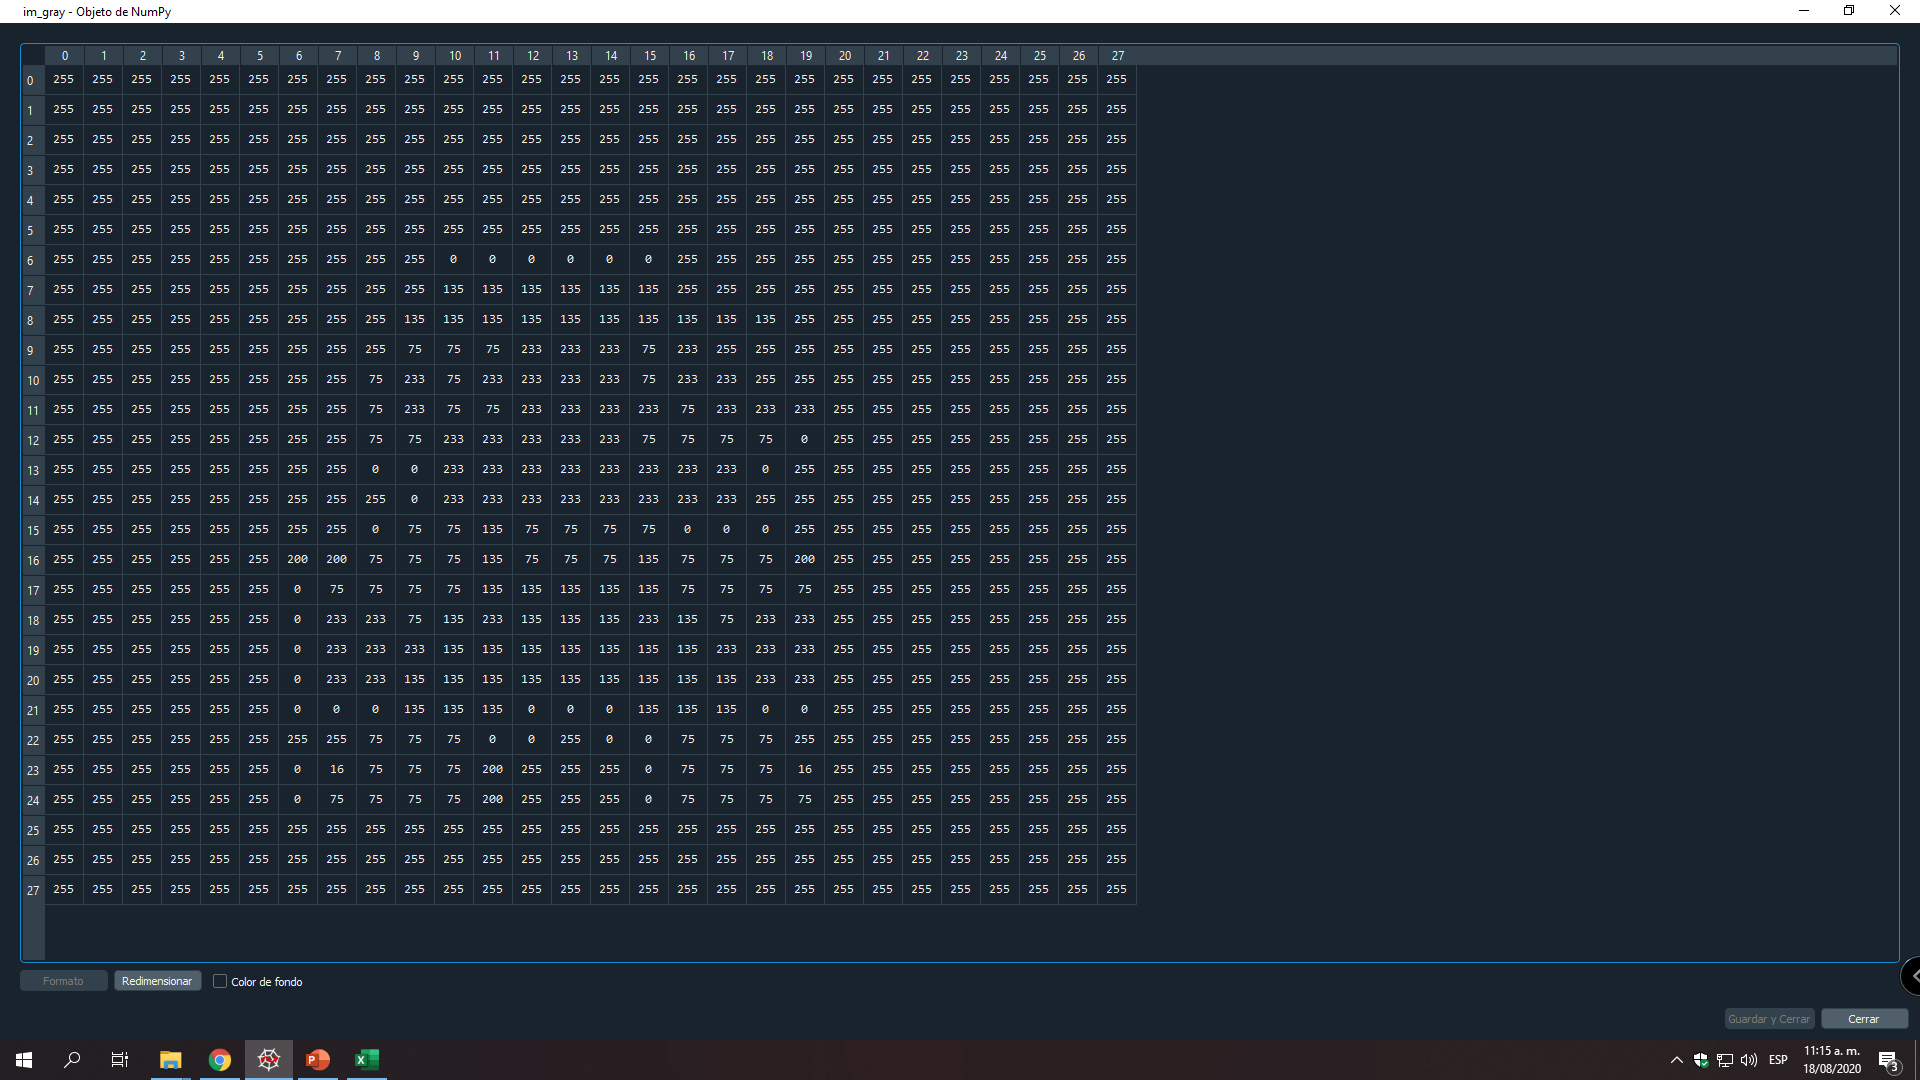 im_gray - Objeto de NumPy
0 1 2 3 4 5 6 7 8 9 10 11 12 13 14 15 16 17 18 19 20 21 22 23 24 25 26 27
0 255 255 255 255 255 255 255 255 255 255 255 255 255 255 255 255 255 255 255 255 255 255 255 255 255 255 255 255
1 255 255 255 255 255 255 255 255 255 255 255 255 255 255 255 255 255 255 255 255 255 255 255 255 255 255 255 255
2 255 255 255 255 255 255 255 255 255 255 255 255 255 255 255 255 255 255 255 255 255 255 255 255 255 255 255 255
3 255 255 255 255 255 255 255 255 255 255 255 255 255 255 255 255 255 255 255 255 255 255 255 255 255 255 255 255
4 255 255 255 255 255 255 255 255 255 255 255 255 255 255 255 255 255 255 255 255 255 255 255 255 255 255 255 255
5 255 255 255 255 255 255 255 255 255 255 255 255 255 255 255 255 255 255 255 255 255 255 255 255 255 255 255 255
6 255 255 255 255 255 255 255 255 255 255 0 0 0 0 0 0 255 255 255 255 255 255 255 255 255 255 255 255
7 255 255 255 255 255 255 255 255 255 255 135 135 135 135 135 135 255 255 255 255 255 255 255 255 255 255 255 255
8 255 255 255 255 255 255 255 255 255 135 135 135 135 135 135 135 135 135 135 255 255 255 255 255 255 255 255 255
9 255 255 255 255 255 255 255 255 255 75 75 75 233 233 233 75 233 255 255 255 255 255 255 255 255 255 255 255
10 255 255 255 255 255 255 255 255 75 233 75 233 233 233 233 75 233 233 255 255 255 255 255 255 255 255 255 255
11 255 255 255 255 255 255 255 255 75 233 75 75 233 233 233 233 75 233 233 233 255 255 255 255 255 255 255 255
12 255 255 255 255 255 255 255 255 75 75 233 233 233 233 233 75 75 75 75 0 255 255 255 255 255 255 255 255
13 255 255 255 255 255 255 255 255 0 0 233 233 233 233 233 233 233 233 0 255 255 255 255 255 255 255 255 255
14 255 255 255 255 255 255 255 255 255 0 233 233 233 233 233 233 233 233 255 255 255 255 255 255 255 255 255 255
15 255 255 255 255 255 255 255 255 0 75 75 135 75 75 75 75 0 0 0 255 255 255 255 255 255 255 255 255
16 255 255 255 255 255 255 200 200 75 75 75 135 75 75 75 135 75 75 75 200 255 255 255 255 255 255 255 255
17 255 255 255 255 255 255 0 75 75 75 75 135 135 135 135 135 75 75 75 75 255 255 255 255 255 255 255 255
18 255 255 255 255 255 255 0 233 233 75 135 233 135 135 135 233 135 75 233 233 255 255 255 255 255 255 255 255
19 255 255 255 255 255 255 0 233 233 233 135 135 135 135 135 135 135 233 233 233 255 255 255 255 255 255 255 255
20 255 255 255 255 255 255 0 233 233 135 135 135 135 135 135 135 135 135 233 233 255 255 255 255 255 255 255 255
21 255 255 255 255 255 255 0 0 0 135 135 135 0 0 0 135 135 135 0 0 255 255 255 255 255 255 255 255
22 255 255 255 255 255 255 255 255 75 75 75 0 0 255 0 0 75 75 75 255 255 255 255 255 255 255 255 255
23 255 255 255 255 255 255 0 16 75 75 75 200 255 255 255 0 75 75 75 16 255 255 255 255 255 255 255 255
24 255 255 255 255 255 255 0 75 75 75 75 200 255 255 255 0 75 75 75 75 255 255 255 255 255 255 255 255
25 255 255 255 255 255 255 255 255 255 255 255 255 255 255 255 255 255 255 255 255 255 255 255 255 255 255 255 255
26 255 255 255 255 255 255 255 255 255 255 255 255 255 255 255 255 255 255 255 255 255 255 255 255 255 255 255 255
27 255 255 255 255 255 255 255 255 255 255 255 255 255 255 255 255 255 255 255 255 255 255 255 255 255 255 255 255
Formato Redimensionar Color de fondo
Guardar y Cerrar Cerrar
ESP 11:15 a. m.
18/08/2020 3